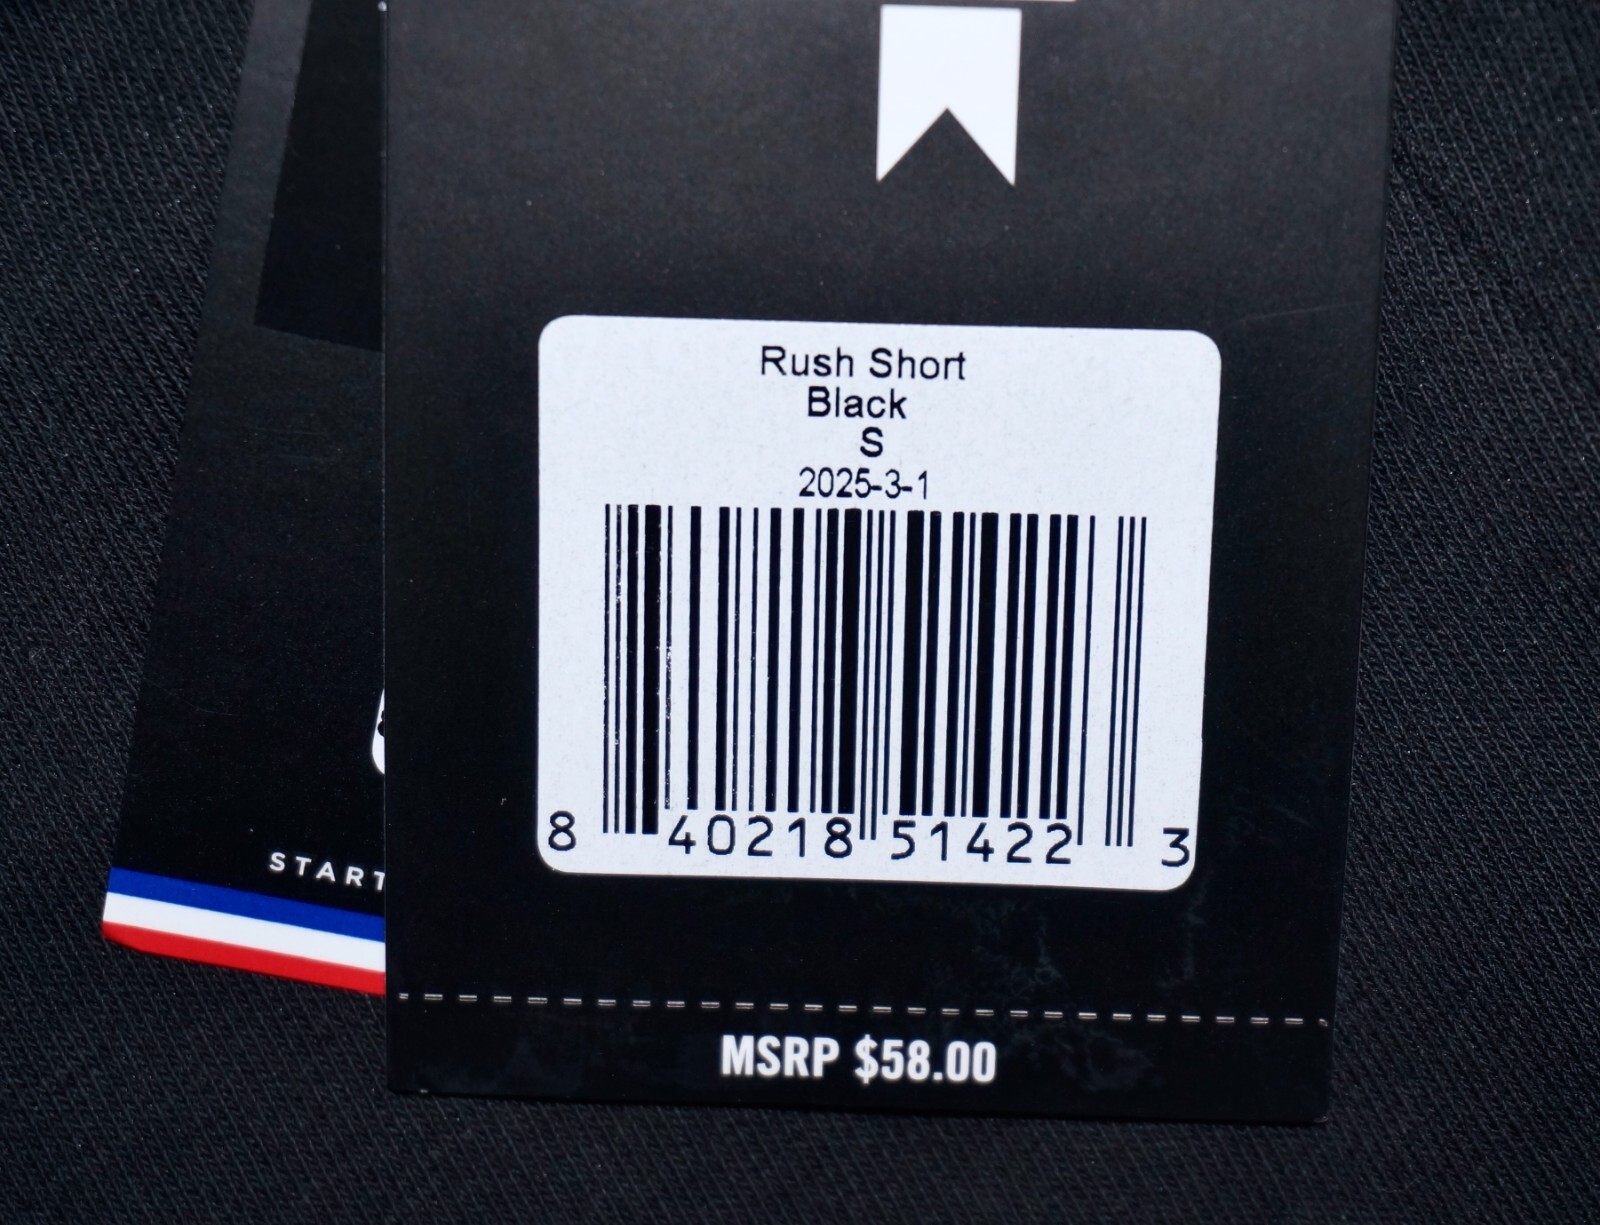 Rush Short
Black
S
2025-3-1
8 40218 51422 3
START
MSRP $58.00